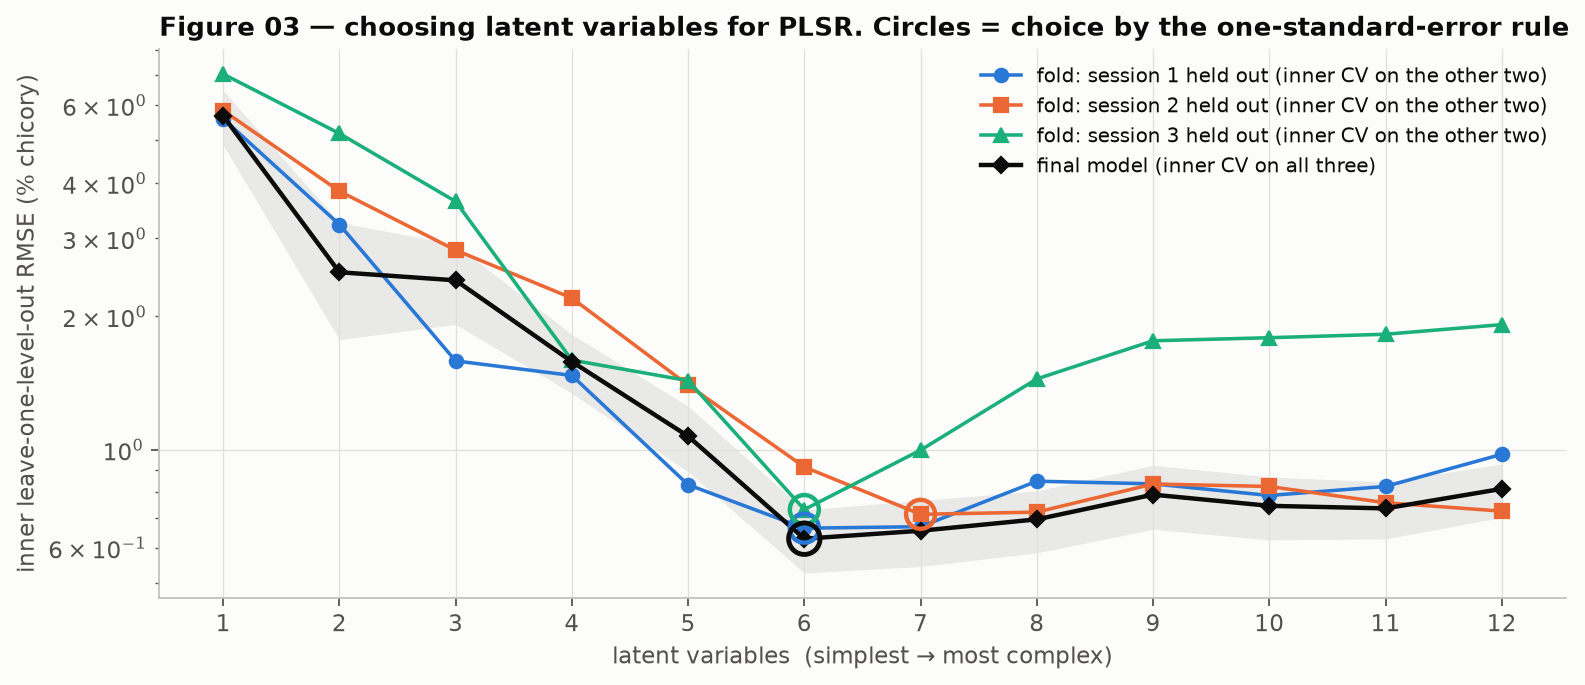 Figure 03 — choosing latent variables for PLSR. Circles = choice by the one-standard-error rule
inner leave-one-level-out RMSE (% chicory)
6 × 10⁰
4 × 10⁰
3 × 10⁰
2 × 10⁰
10⁰
6 × 10⁻¹
fold: session 1 held out (inner CV on the other two)
fold: session 2 held out (inner CV on the other two)
fold: session 3 held out (inner CV on the other two)
final model (inner CV on all three)
1 2 3 4 5 6 7 8 9 10 11 12
latent variables (simplest → most complex)